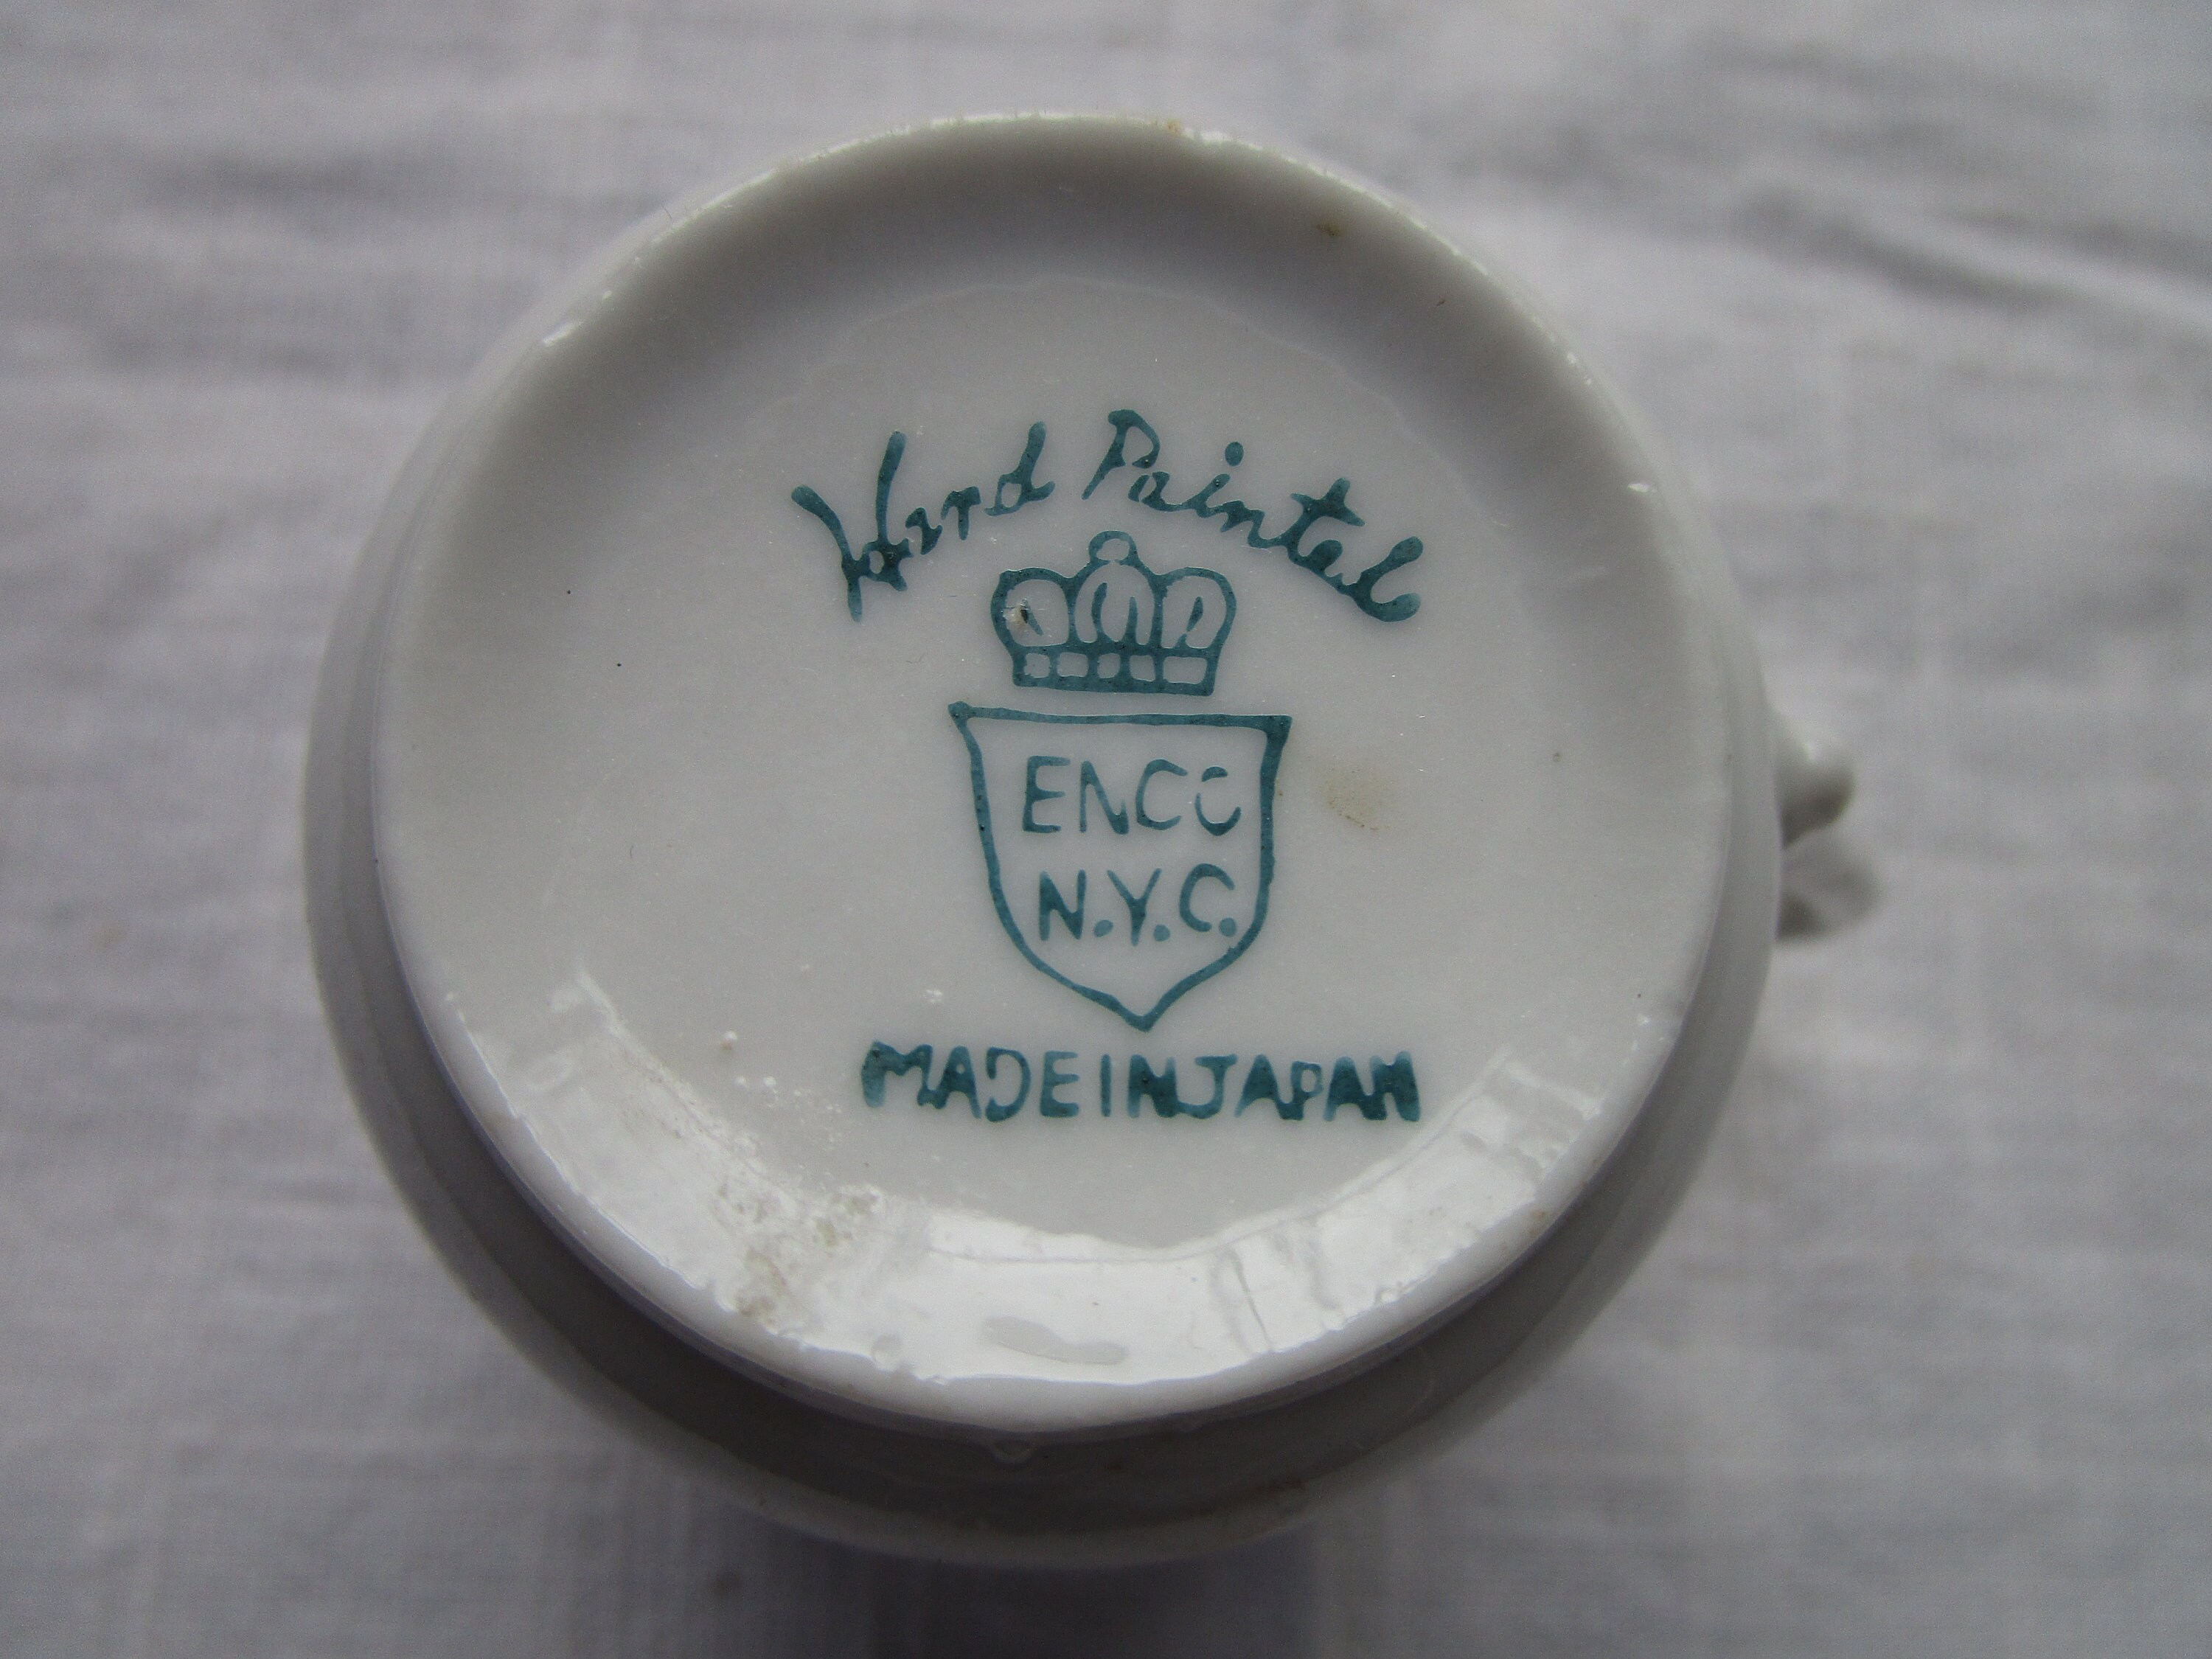 Hand Painted
ENCO
N.Y.C.
MADE IN JAPAN